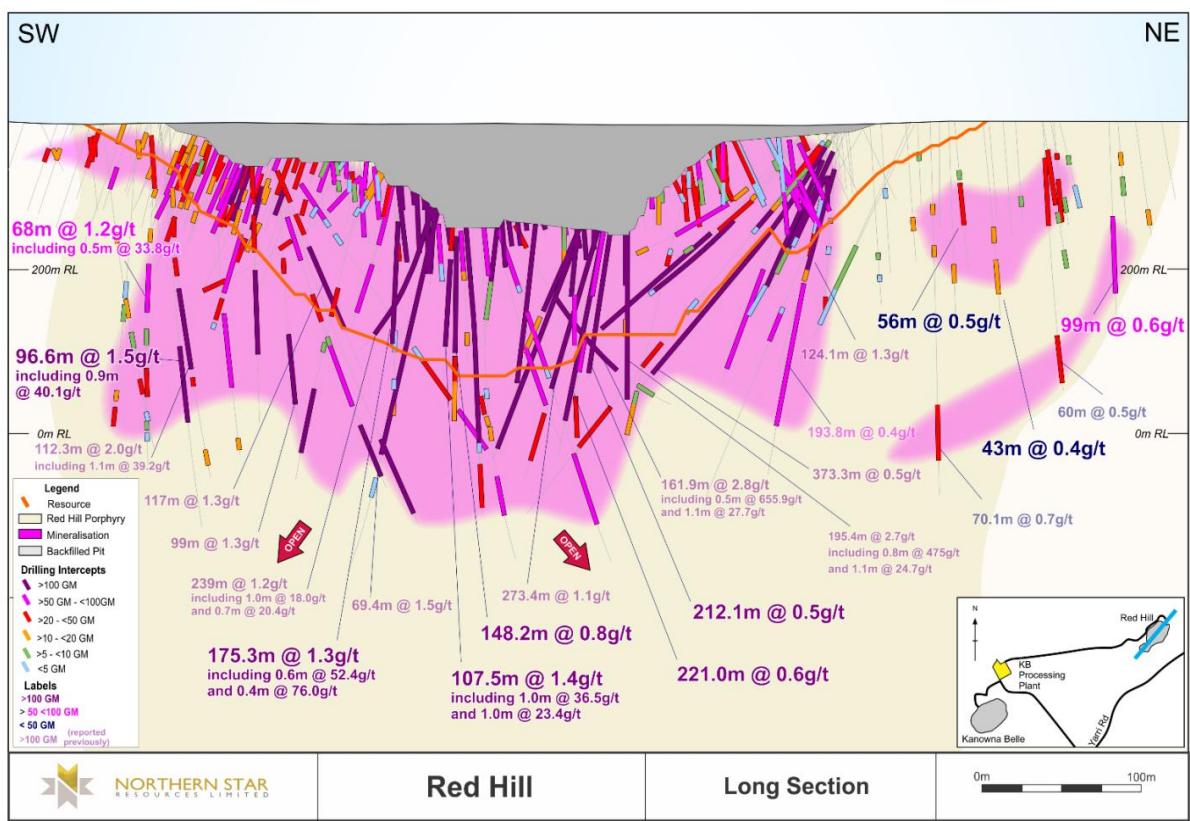 SW
NE
68m @ 1.2g/t
including 0.5m @ 33.8g/t
200m RL
96.6m @ 1.5g/t
including 0.9m
@ 40.1g/t
0m RL
112.3m @ 2.0g/t
including 1.1m @ 39.2g/t
117m @ 1.3g/t
99m @ 1.3g/t
OPEN
239m @ 1.2g/t
including 1.0m @ 18.0g/t
and 0.7m @ 20.4g/t
69.4m @ 1.5g/t
175.3m @ 1.3g/t
including 0.6m @ 52.4g/t
and 0.4m @ 76.0g/t
148.2m @ 0.8g/t
107.5m @ 1.4g/t
including 1.0m @ 36.5g/t
and 1.0m @ 23.4g/t
273.4m @ 1.1g/t
OPEN
212.1m @ 0.5g/t
221.0m @ 0.6g/t
161.9m @ 2.8g/t
including 0.5m @ 655.9g/t
and 1.1m @ 27.7g/t
195.4m @ 2.7g/t
including 0.8m @ 475g/t
and 1.1m @ 24.7g/t
373.3m @ 0.5g/t
193.8m @ 0.4g/t
124.1m @ 1.3g/t
56m @ 0.5g/t
43m @ 0.4g/t
200m RL
99m @ 0.6g/t
60m @ 0.5g/t
0m RL
70.1m @ 0.7g/t
Legend
Resource
Red Hill Porphyry
Mineralisation
Backfilled Pit
Drilling Intercepts
>100 GM
>50 GM - <100GM
>20 - <50 GM
>10 - <20 GM
>5 - <10 GM
<5 GM
Labels
>100 GM
> 50 <100 GM
< 50 GM
>100 GM (reported previously)
N
Red Hill
KB
Processing
Plant
Kanowna Belle
Yarri Rd
NORTHERN STAR
RESOURCES LIMITED
Red Hill
Long Section
0m
100m